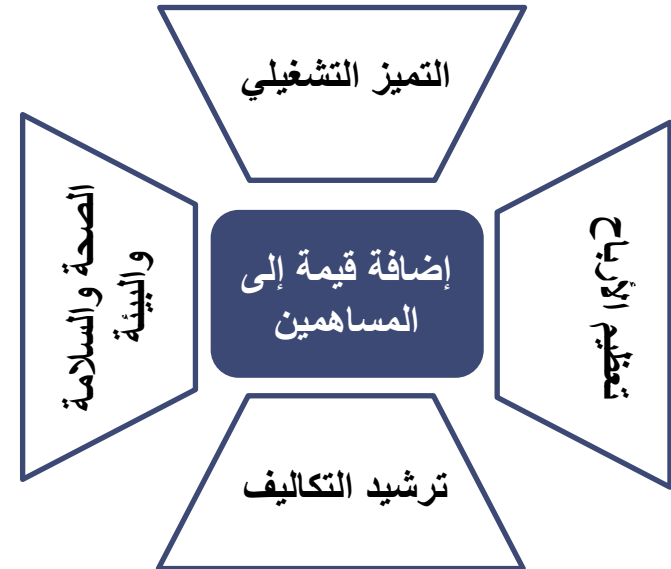 التميز التشغيلي
تعظيم الأرباح
إضافة قيمة إلى
المساهمين
الصحة والسلامة
والبيئة
ترشيد التكاليف